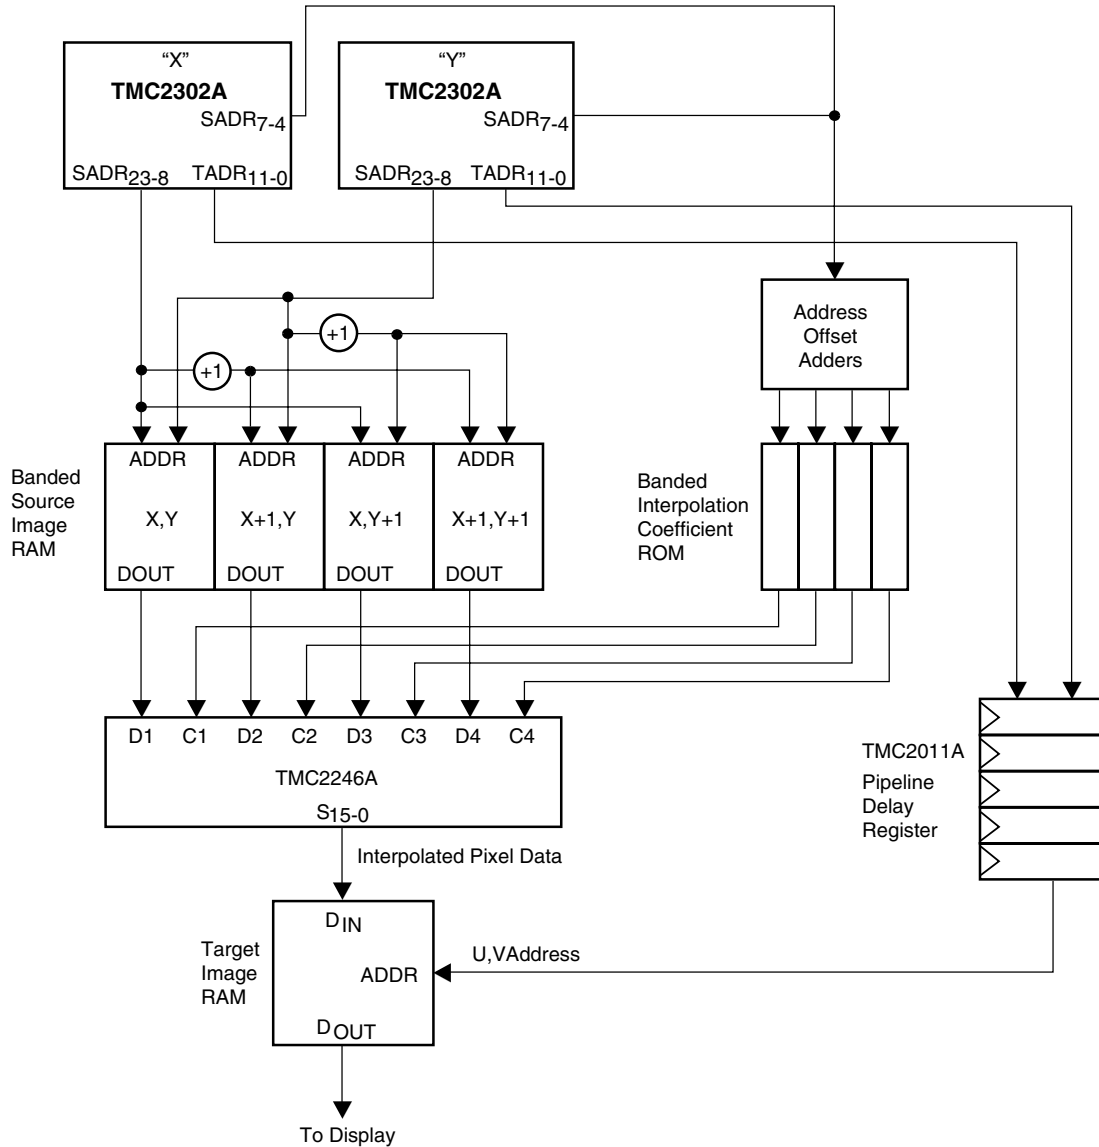 “X”
TMC2302A
SADR7-4
SADR23-8 TADR11-0
“Y”
TMC2302A
SADR7-4
SADR23-8 TADR11-0
Address
Offset
Adders
+1
+1
Banded
Source
Image
RAM
ADDR
X,Y
DOUT
ADDR
X+1,Y
DOUT
ADDR
X,Y+1
DOUT
ADDR
X+1,Y+1
DOUT
Banded
Interpolation
Coefficient
ROM
D1 C1 D2 C2 D3 C3 D4 C4
TMC2246A
S15-0
TMC2011A
Pipeline
Delay
Register
Interpolated Pixel Data
Target
Image
RAM
DIN
ADDR
DOUT
U,VAddress
To Display